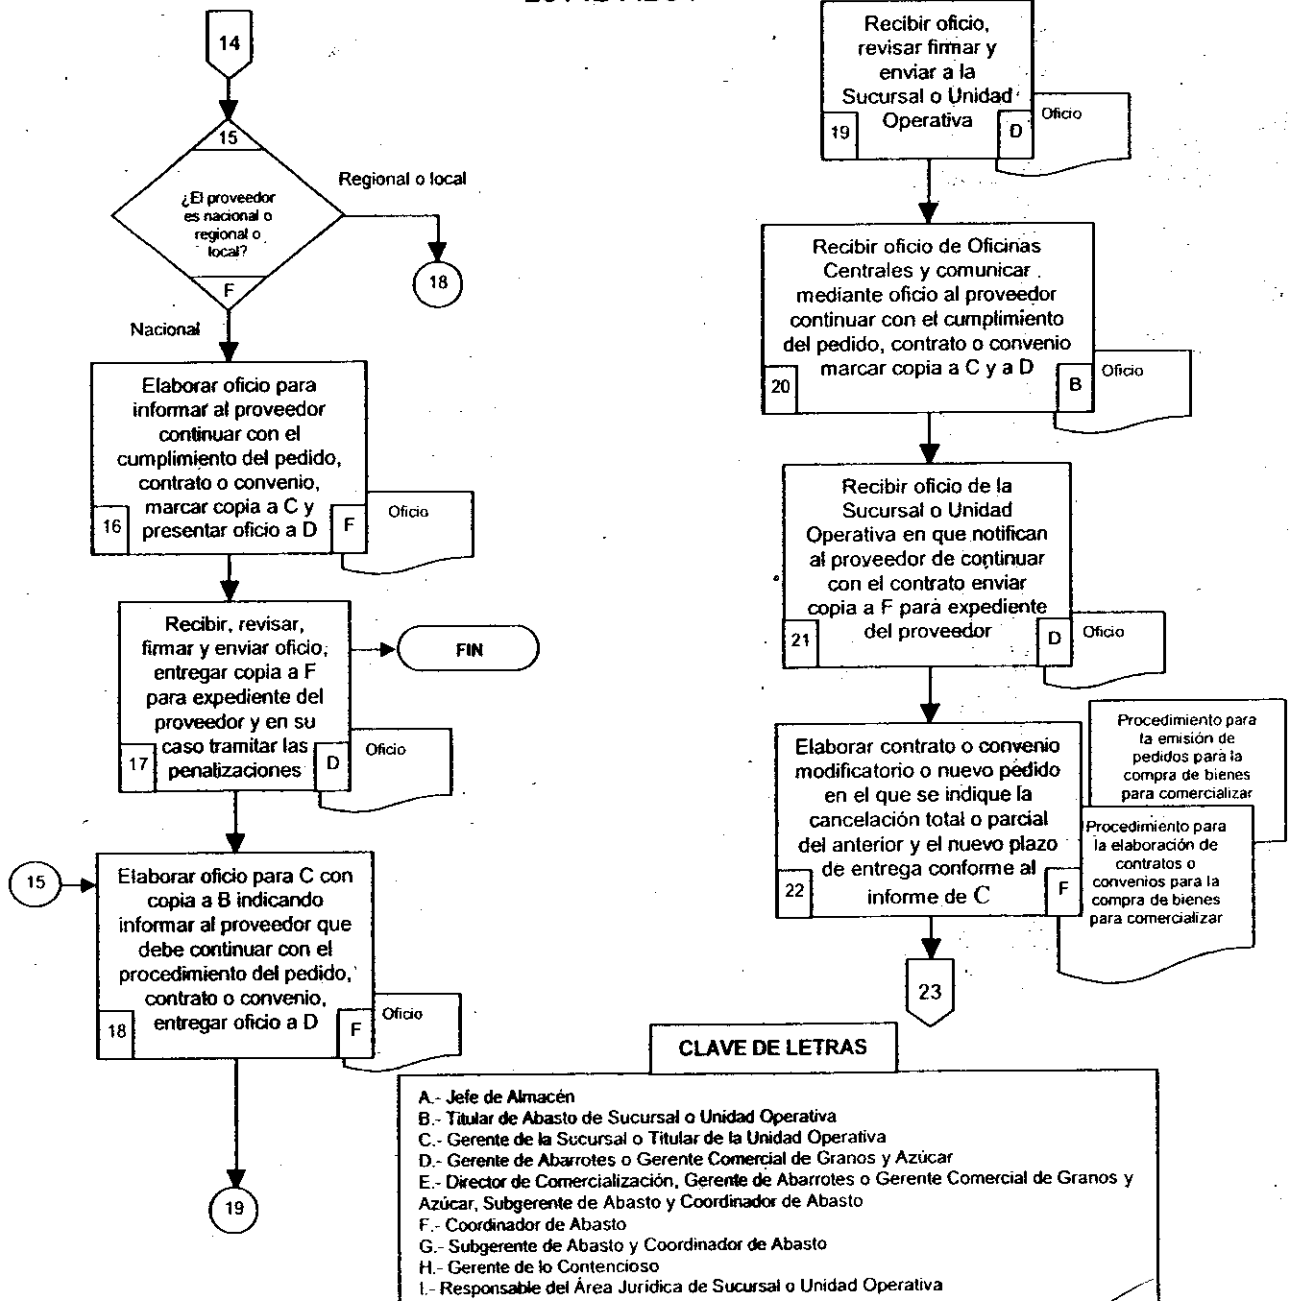 14
15
¿El proveedor
es nacional o
regional o
local?
F
Regional o local
18
Nacional
Elaborar oficio para
informar al proveedor
continuar con el
cumplimiento del pedido,
contrato o convenio,
marcar copia a C y
presentar oficio a D
16
F
Oficio
Recibir, revisar,
firmar y enviar oficio,
entregar copia a F
para expediente del
proveedor y en su
caso tramitar las
penalizaciones
17
D
Oficio
FIN
15
Elaborar oficio para C con
copia a B indicando
informar al proveedor que
debe continuar con el
procedimiento del pedido,
contrato o convenio,
entregar oficio a D
18
F
Oficio
19
Recibir oficio,
revisar firmar y
enviar a la
Sucursal o Unidad
Operativa
19
D
Oficio
Recibir oficio de Oficinas
Centrales y comunicar
mediante oficio al proveedor
continuar con el cumplimiento
del pedido, contrato o convenio
marcar copia a C y a D
20
B
Oficio
Recibir oficio de la
Sucursal o Unidad
Operativa en que notifican
al proveedor de continuar
con el contrato enviar
copia a F para expediente
del proveedor
21
D
Oficio
Elaborar contrato o convenio
modificatorio o nuevo pedido
en el que se indique la
cancelación total o parcial
del anterior y el nuevo plazo
de entrega conforme al
informe de C
22
F
Procedimiento para
la emisión de
pedidos para la
compra de bienes
para comercializar
Procedimiento para
la elaboración de
contratos o
convenios para la
compra de bienes
para comercializar
23
CLAVE DE LETRAS
A.- Jefe de Almacén
B.- Titular de Abasto de Sucursal o Unidad Operativa
C.- Gerente de la Sucursal o Titular de la Unidad Operativa
D.- Gerente de Abarrotes o Gerente Comercial de Granos y Azúcar
E.- Director de Comercialización, Gerente de Abarrotes o Gerente Comercial de Granos y
Azúcar, Subgerente de Abasto y Coordinador de Abasto
F.- Coordinador de Abasto
G.- Subgerente de Abasto y Coordinador de Abasto
H.- Gerente de lo Contencioso
I.- Responsable del Área Jurídica de Sucursal o Unidad Operativa